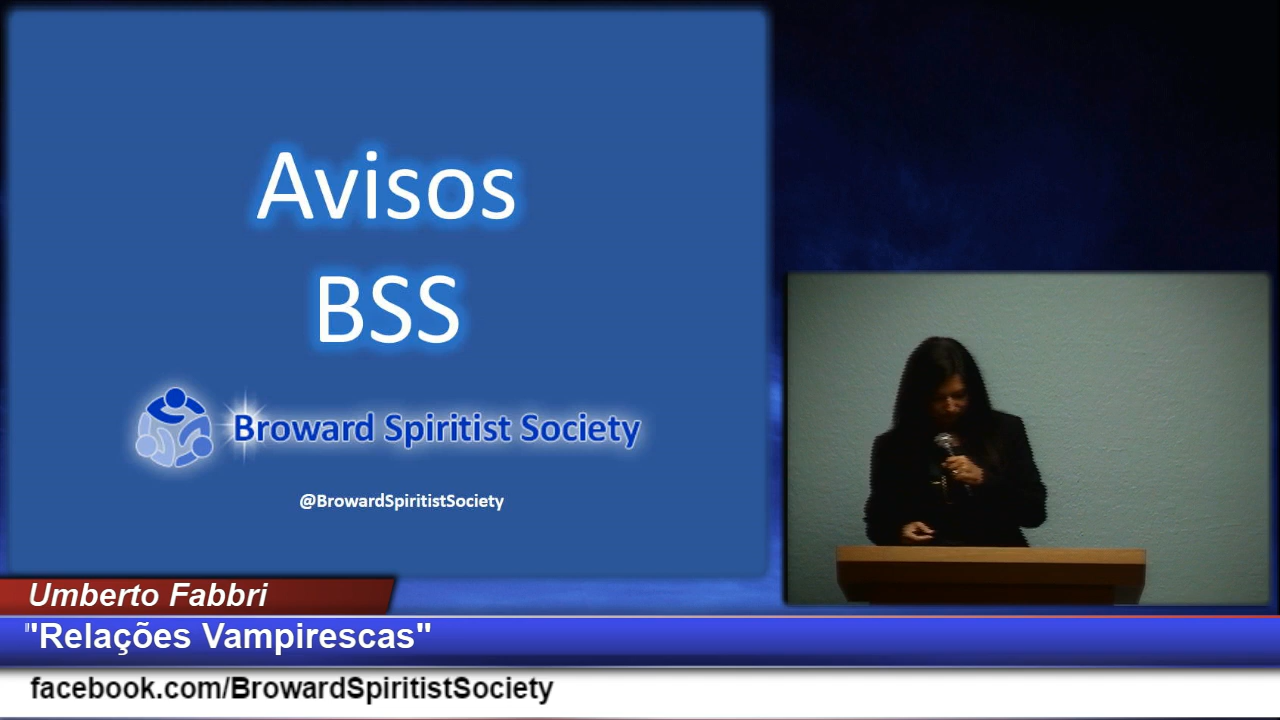 Avisos
BSS
Broward Spiritist Society
@BrowardSpiritistSociety
Umberto Fabbri
"Relações Vampirescas"
facebook.com/BrowardSpiritistSociety